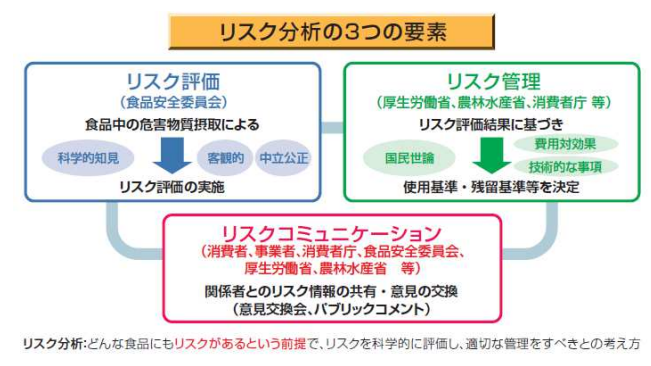 リスク分析の3つの要素
リスク評価
（食品安全委員会）
食品中の危害物質摂取による
科学的知見
客観的
中立公正
リスク評価の実施
リスク管理
（厚生労働省、農林水産省、消費者庁 等）
リスク評価結果に基づき
国民世論
費用対効果
技術的な事項
使用基準・残留基準等を決定
リスクコミュニケーション
（消費者、事業者、消費者庁、食品安全委員会、
厚生労働省、農林水産省　等）
関係者とのリスク情報の共有・意見の交換
（意見交換会、パブリックコメント）
リスク分析：どんな食品にもリスクがあるという前提で、リスクを科学的に評価し、適切な管理をすべきとの考え方